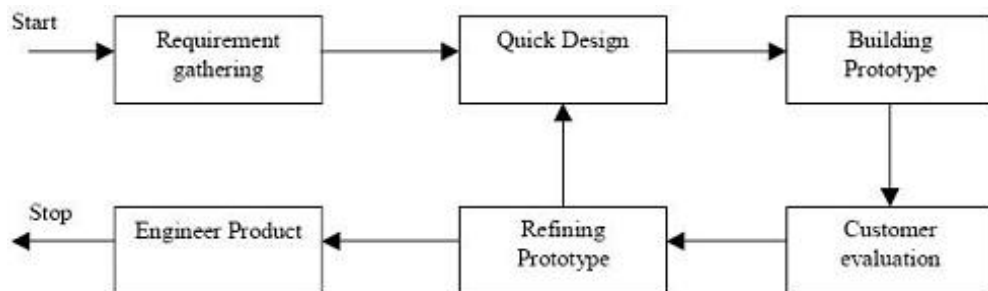 Start
Requirement
gathering
Quick Design
Building
Prototype
Stop
Engineer Product
Refining
Prototype
Customer
evaluation